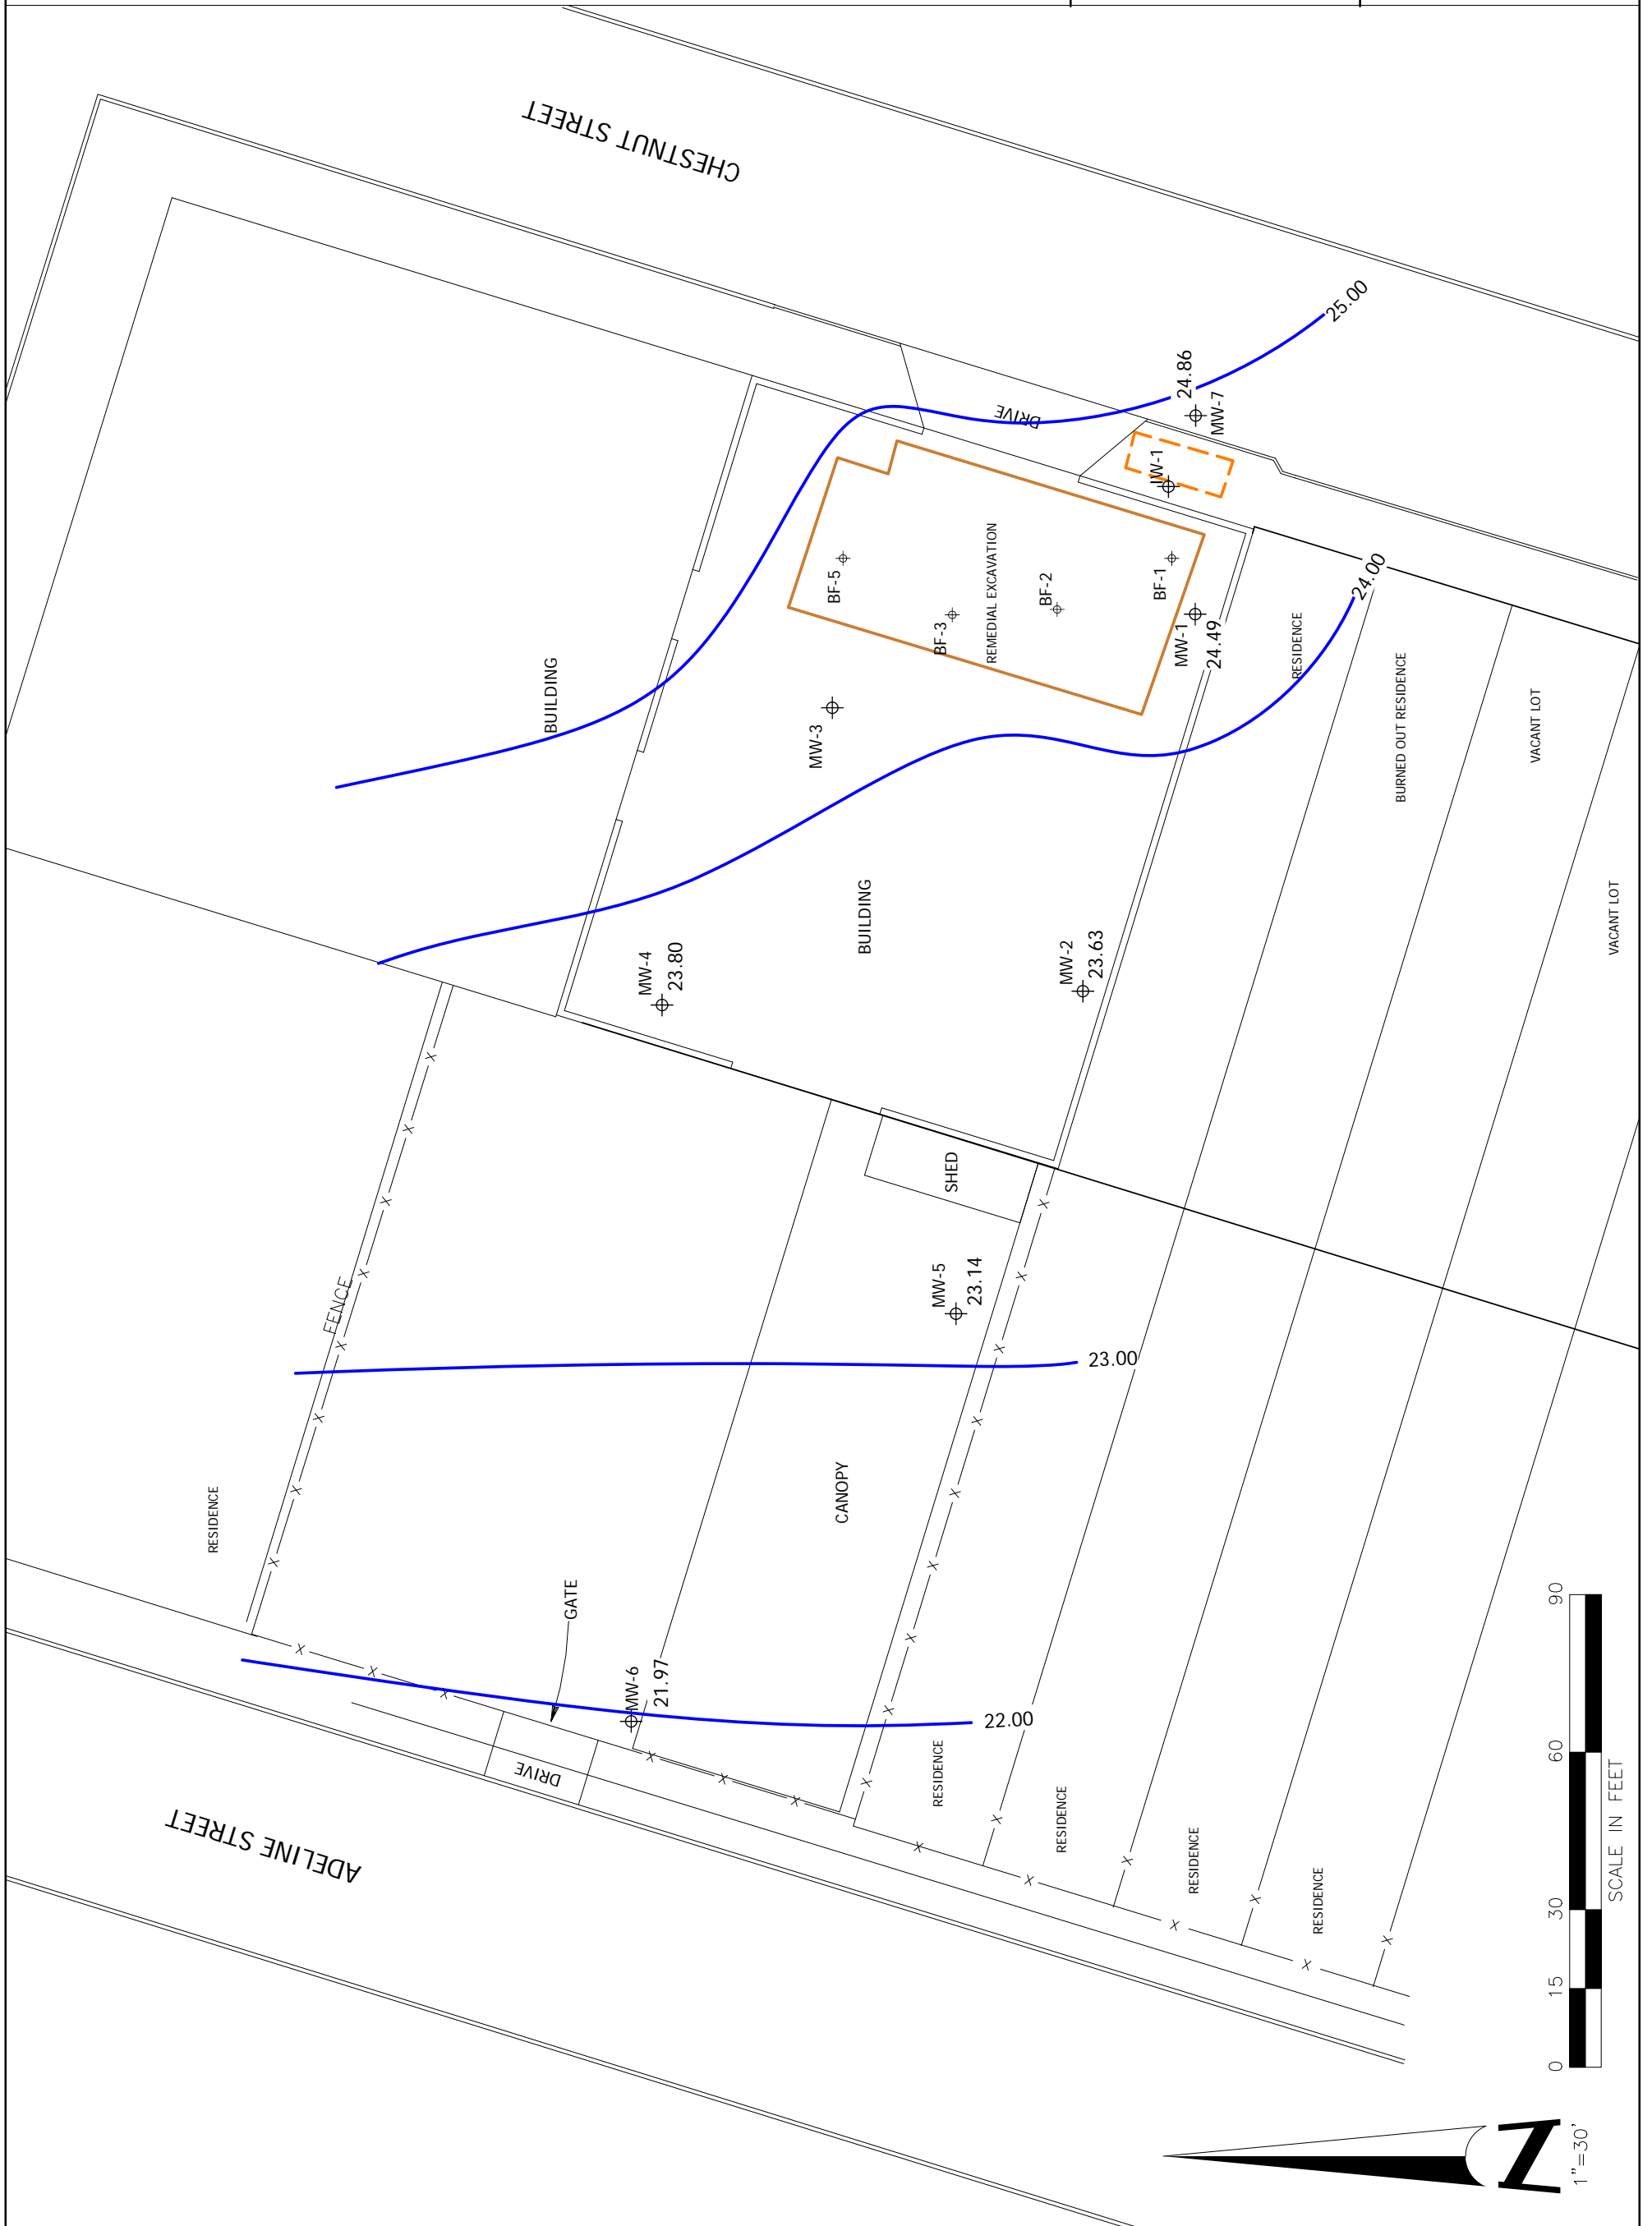 CHESTNUT STREET
25.00
24.86
MW-7
DRIVE
IW-1
BF-5
BF-3
REMEDIAL EXCAVATION
BF-2
BF-1
MW-1
24.49
24.00
RESIDENCE
BURNED OUT RESIDENCE
VACANT LOT
VACANT LOT
BUILDING
MW-3
BUILDING
MW-4
23.80
MW-2
23.63
SHED
MW-5
23.14
FENCE
23.00
RESIDENCE
CANOPY
GATE
MW-6
21.97
22.00
DRIVE
RESIDENCE
RESIDENCE
RESIDENCE
RESIDENCE
ADELINE STREET
0 15 30 60 90
SCALE IN FEET
N
1"=30'